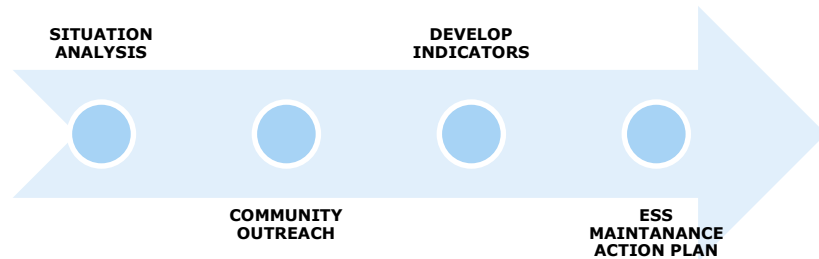 SITUATION
ANALYSIS
COMMUNITY
OUTREACH
DEVELOP
INDICATORS
ESS
MAINTANANCE
ACTION PLAN